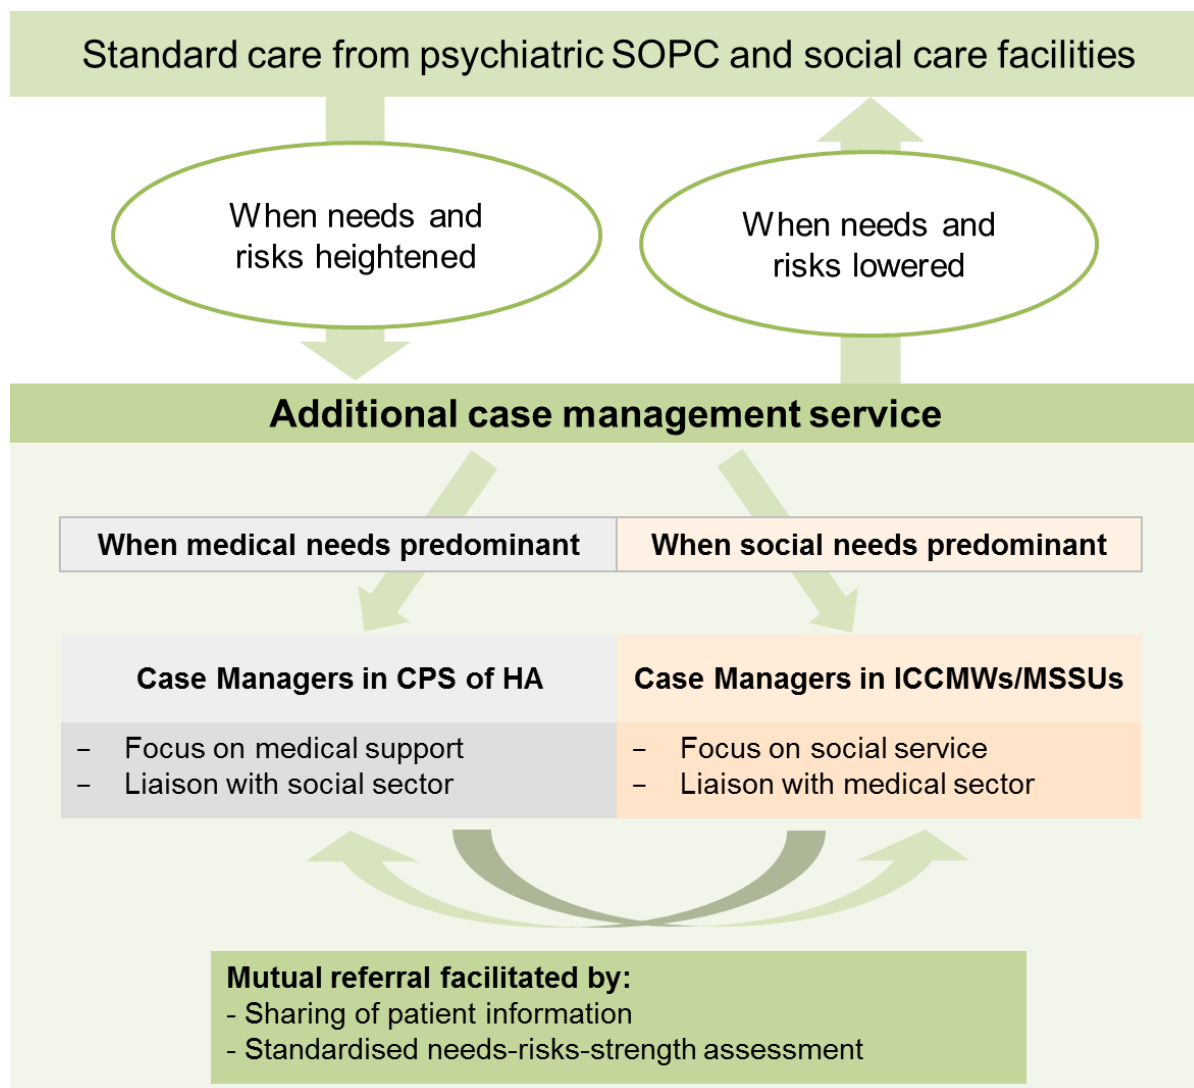 Standard care from psychiatric SOPC and social care facilities
When needs and
risks heightened
When needs and
risks lowered
Additional case management service
When medical needs predominant
When social needs predominant
Case Managers in CPS of HA
− Focus on medical support
− Liaison with social sector
Case Managers in ICCMWs/MSSUs
− Focus on social service
− Liaison with medical sector
Mutual referral facilitated by:
- Sharing of patient information
- Standardised needs-risks-strength assessment